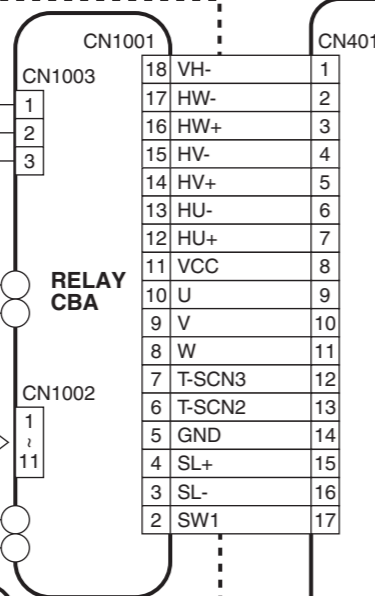 CN1001
CN401
CN1003
1
2
3
18 VH- 1
17 HW- 2
16 HW+ 3
15 HV- 4
14 HV+ 5
13 HU- 6
12 HU+ 7
11 VCC 8
10 U 9
9 V 10
8 W 11
7 T-SCN3 12
6 T-SCN2 13
5 GND 14
4 SL+ 15
3 SL- 16
2 SW1 17
RELAY
CBA
CN1002
1
~
11